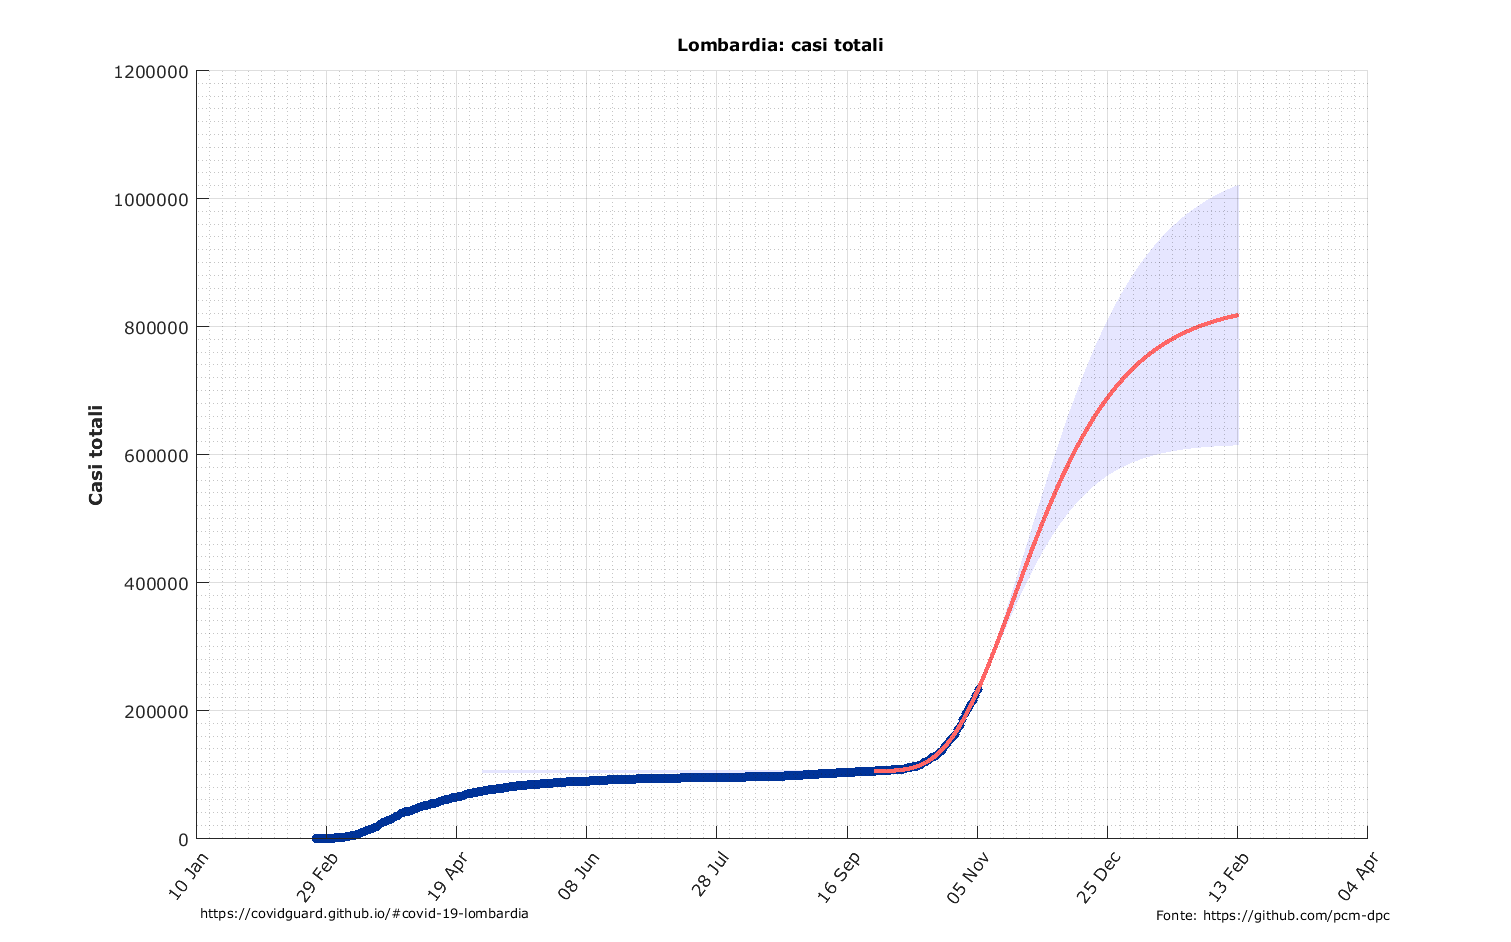 Lombardia: casi totali
1200000
1000000
800000
600000
400000
200000
0
Casi totali
10 Jan
29 Feb
19 Apr
08 Jun
28 Jul
16 Sep
05 Nov
25 Dec
13 Feb
04 Apr
https://covidguard.github.io/#covid-19-lombardia
Fonte: https://github.com/pcm-dpc